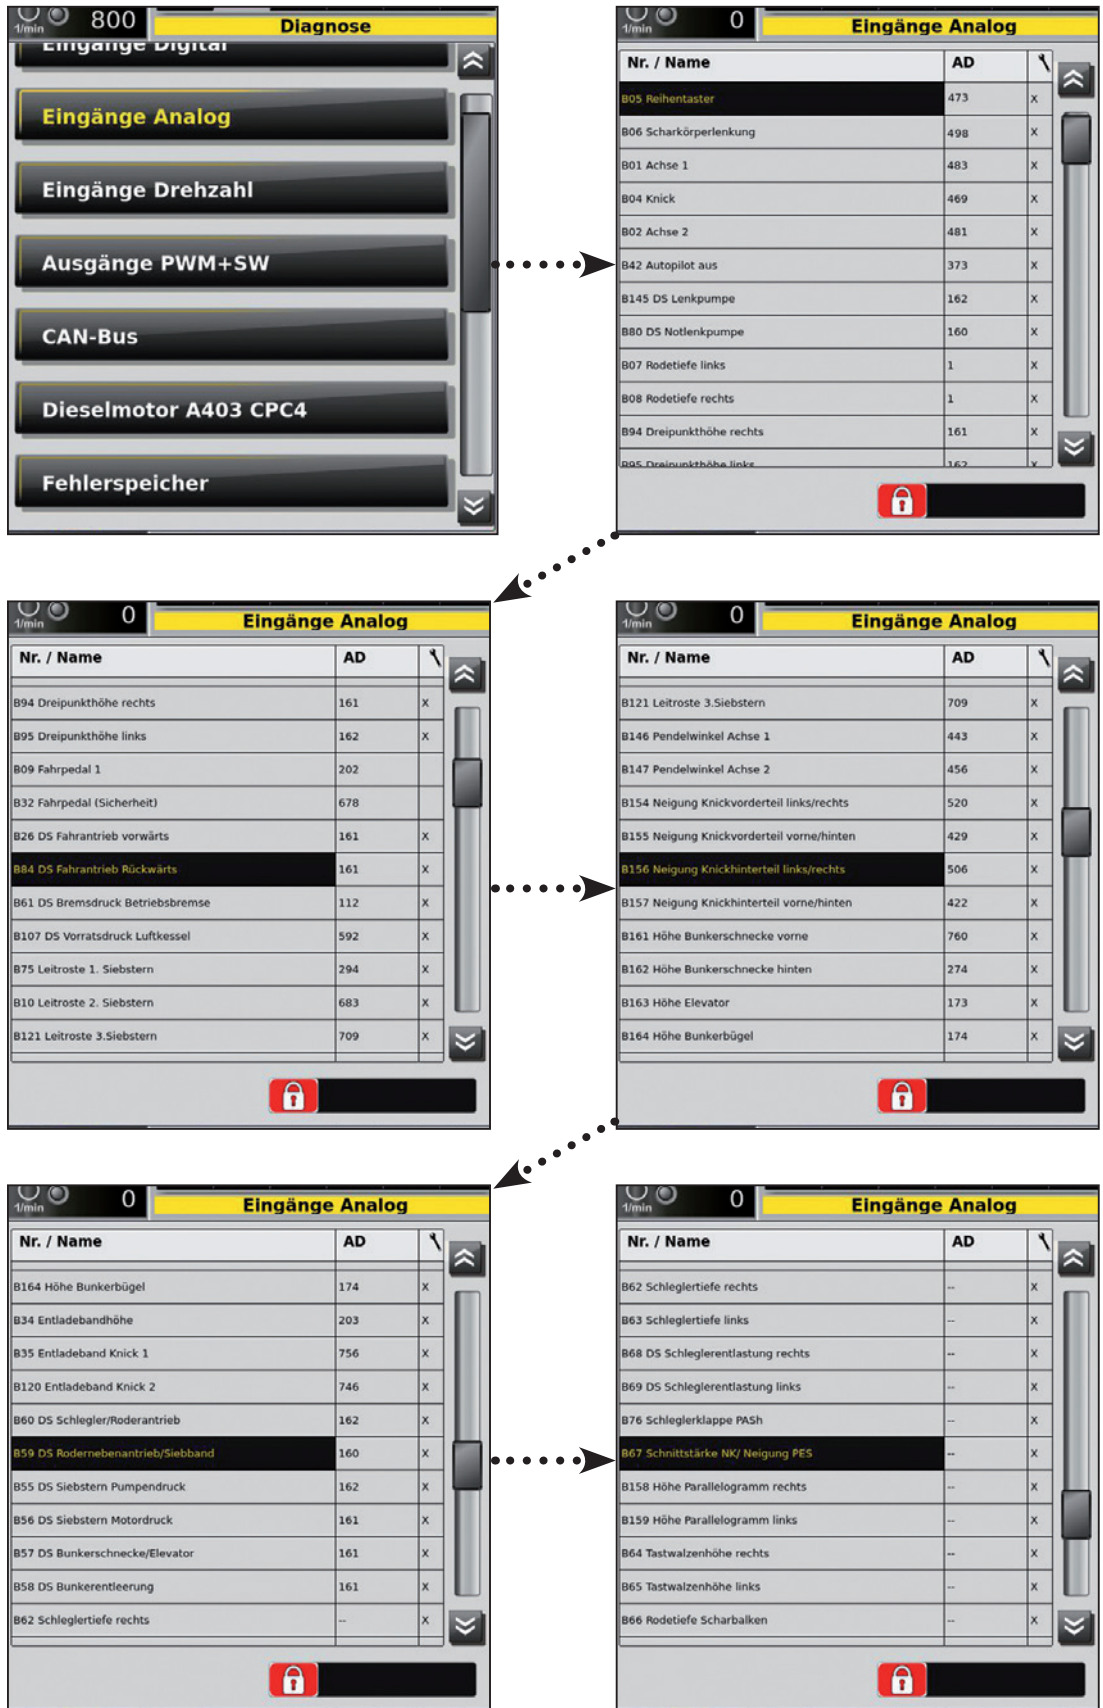 1/min 800 Diagnose
Eingänge Digital
Eingänge Analog
Eingänge Drehzahl
Ausgänge PWM+SW
CAN-Bus
Dieselmotor A403 CPC4
Fehlerspeicher
1/min 0 Eingänge Analog
Nr. / Name AD
B05 Reihentaster 473 x
B06 Scharkörperlenkung 498 x
B01 Achse 1 483 x
B04 Knick 469 x
B02 Achse 2 481 x
B42 Autopilot aus 373 x
B145 DS Lenkpumpe 162 x
B80 DS Notlenkpumpe 160 x
B07 Rodetiefe links 1 x
B08 Rodetiefe rechts 1 x
B94 Dreipunkthöhe rechts 161 x
B95 Dreipunkthöhe links 162 x
1/min 0 Eingänge Analog
Nr. / Name AD
B94 Dreipunkthöhe rechts 161 x
B95 Dreipunkthöhe links 162 x
B09 Fahrpedal 1 202
B32 Fahrpedal (Sicherheit) 678
B26 DS Fahrantrieb vorwärts 161 x
B84 DS Fahrantrieb Rückwärts 161 x
B61 DS Bremsdruck Betriebsbremse 112 x
B107 DS Vorratsdruck Luftkessel 592 x
B75 Leitroste 1. Siebstern 294 x
B10 Leitroste 2. Siebstern 683 x
B121 Leitroste 3.Siebstern 709 x
1/min 0 Eingänge Analog
Nr. / Name AD
B121 Leitroste 3.Siebstern 709 x
B146 Pendelwinkel Achse 1 443 x
B147 Pendelwinkel Achse 2 456 x
B154 Neigung Knickvorderteil links/rechts 520 x
B155 Neigung Knickvorderteil vorne/hinten 429 x
B156 Neigung Knickhinterteil links/rechts 506 x
B157 Neigung Knickhinterteil vorne/hinten 422 x
B161 Höhe Bunkerschnecke vorne 760 x
B162 Höhe Bunkerschnecke hinten 274 x
B163 Höhe Elevator 173 x
B164 Höhe Bunkerbügel 174 x
1/min 0 Eingänge Analog
Nr. / Name AD
B164 Höhe Bunkerbügel 174 x
B34 Entladebandhöhe 203 x
B35 Entladeband Knick 1 756 x
B120 Entladeband Knick 2 746 x
B60 DS Schlegler/Roderantrieb 162 x
B59 DS Rodernebenantrieb/Siebband 160 x
B55 DS Siebstern Pumpendruck 162 x
B56 DS Siebstern Motordruck 161 x
B57 DS Bunkerschnecke/Elevator 161 x
B58 DS Bunkerentleerung 161 x
B62 Schleglertiefe rechts -- x
1/min 0 Eingänge Analog
Nr. / Name AD
B62 Schleglertiefe rechts -- x
B63 Schleglertiefe links -- x
B68 DS Schleglerentlastung rechts -- x
B69 DS Schleglerentlastung links -- x
B76 Schleglerklappe PASh -- x
B67 Schnittstärke NK/ Neigung PES -- x
B158 Höhe Parallelogramm rechts -- x
B159 Höhe Parallelogramm links -- x
B64 Tastwalzenhöhe rechts -- x
B65 Tastwalzenhöhe links -- x
B66 Rodetiefe Scharbalken -- x